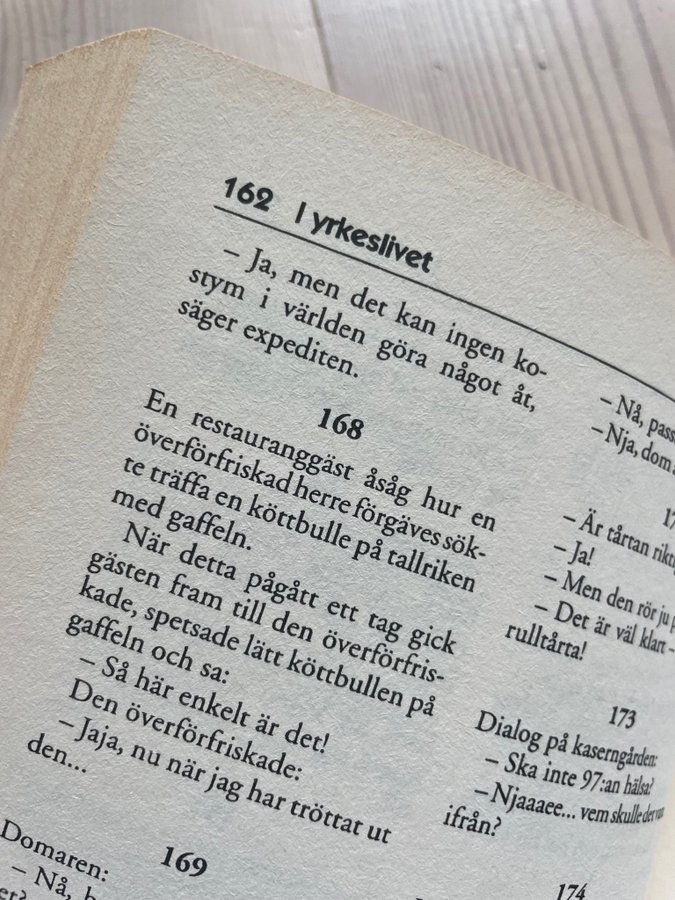 162 I yrkeslivet
– Ja, men det kan ingen ko-
stym i världen göra något åt,
säger expediten.
168
En restauranggäst åsåg hur en
överförfriskad herre förgäves sök-
te träffa en köttbulle på tallriken
med gaffeln.
När detta pågått ett tag gick
gästen fram till den överförfris-
kade, spetsade lätt köttbullen på
gaffeln och sa:
– Så här enkelt är det!
Den överförfriskade:
– Jaja, nu när jag har tröttat ut
den...
169
Domaren:
– Nå,
– Nå,
– Nja, dom
– Är tårtan
– Ja!
– Men den rör ju
– Det är väl klart –
rulltårta!
173
Dialog på kaserngården:
– Ska inte 97:an hälsa?
– Njaaaee... vem skulle det
ifrån?
174